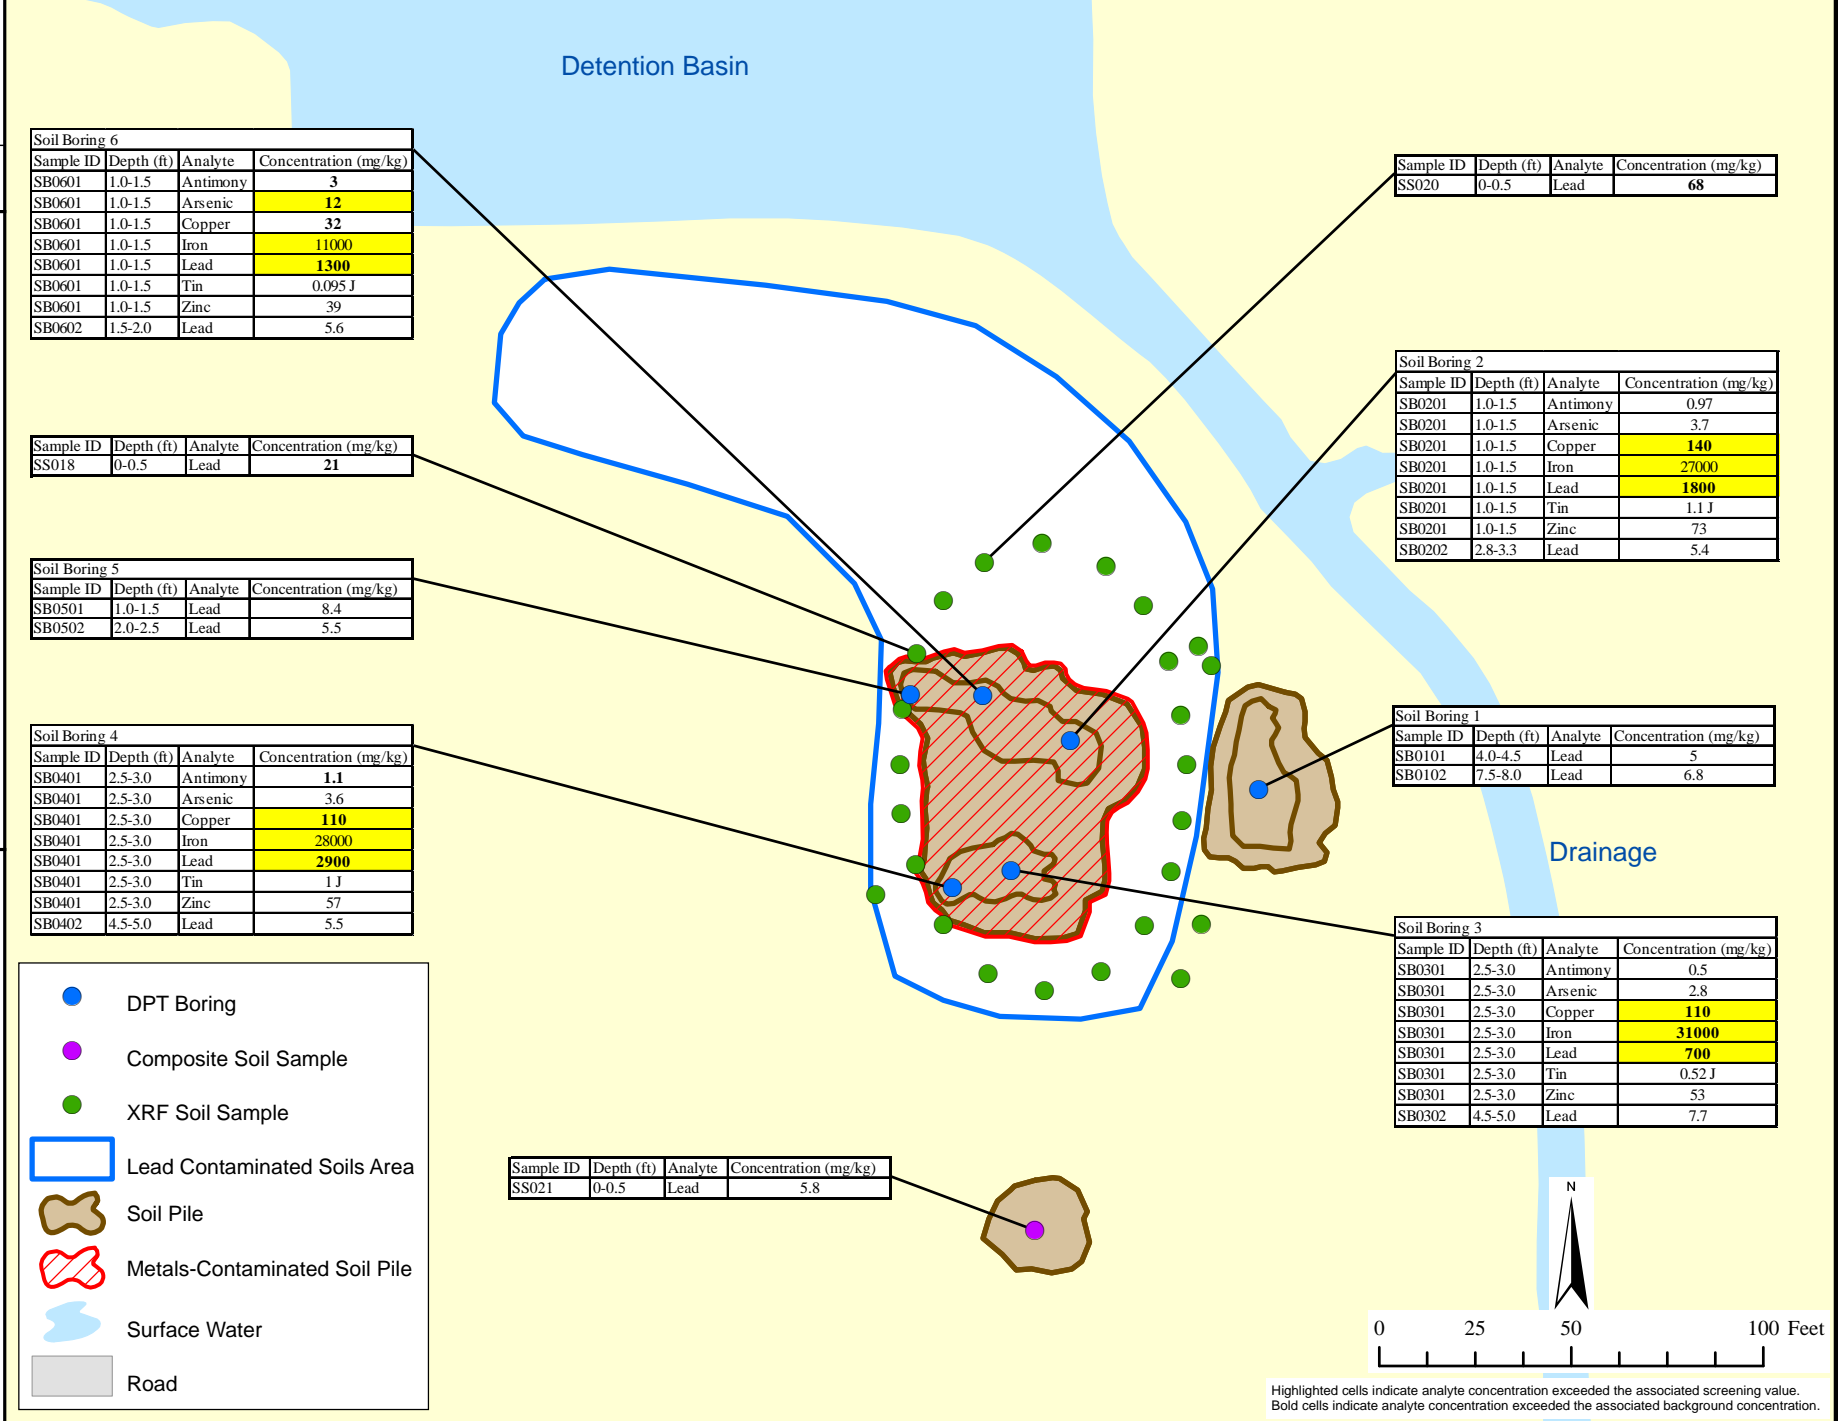 Detention Basin
Soil Boring 6
Sample ID Depth (ft) Analyte Concentration (mg/kg)
SB0601 1.0-1.5 Antimony 3
SB0601 1.0-1.5 Arsenic 12
SB0601 1.0-1.5 Copper 32
SB0601 1.0-1.5 Iron 11000
SB0601 1.0-1.5 Lead 1300
SB0601 1.0-1.5 Tin 0.095 J
SB0601 1.0-1.5 Zinc 39
SB0602 1.5-2.0 Lead 5.6
Sample ID Depth (ft) Analyte Concentration (mg/kg)
SS020 0-0.5 Lead 68
Soil Boring 2
Sample ID Depth (ft) Analyte Concentration (mg/kg)
SB0201 1.0-1.5 Antimony 0.97
SB0201 1.0-1.5 Arsenic 3.7
SB0201 1.0-1.5 Copper 140
SB0201 1.0-1.5 Iron 27000
SB0201 1.0-1.5 Lead 1800
SB0201 1.0-1.5 Tin 1.1 J
SB0201 1.0-1.5 Zinc 73
SB0202 2.8-3.3 Lead 5.4
Sample ID Depth (ft) Analyte Concentration (mg/kg)
SS018 0-0.5 Lead 21
Soil Boring 5
Sample ID Depth (ft) Analyte Concentration (mg/kg)
SB0501 1.0-1.5 Lead 8.4
SB0502 2.0-2.5 Lead 5.5
Soil Boring 1
Sample ID Depth (ft) Analyte Concentration (mg/kg)
SB0101 4.0-4.5 Lead 5
SB0102 7.5-8.0 Lead 6.8
Soil Boring 4
Sample ID Depth (ft) Analyte Concentration (mg/kg)
SB0401 2.5-3.0 Antimony 1.1
SB0401 2.5-3.0 Arsenic 3.6
SB0401 2.5-3.0 Copper 110
SB0401 2.5-3.0 Iron 28000
SB0401 2.5-3.0 Lead 2900
SB0401 2.5-3.0 Tin 1 J
SB0401 2.5-3.0 Zinc 57
SB0402 4.5-5.0 Lead 5.5
Drainage
Soil Boring 3
Sample ID Depth (ft) Analyte Concentration (mg/kg)
SB0301 2.5-3.0 Antimony 0.5
SB0301 2.5-3.0 Arsenic 2.8
SB0301 2.5-3.0 Copper 110
SB0301 2.5-3.0 Iron 31000
SB0301 2.5-3.0 Lead 700
SB0301 2.5-3.0 Tin 0.52 J
SB0301 2.5-3.0 Zinc 53
SB0302 4.5-5.0 Lead 7.7
DPT Boring
Composite Soil Sample
XRF Soil Sample
Lead Contaminated Soils Area
Soil Pile
Metals-Contaminated Soil Pile
Surface Water
Road
Sample ID Depth (ft) Analyte Concentration (mg/kg)
SS021 0-0.5 Lead 5.8
N
0 25 50 100 Feet
Highlighted cells indicate analyte concentration exceeded the associated screening value.
Bold cells indicate analyte concentration exceeded the associated background concentration.